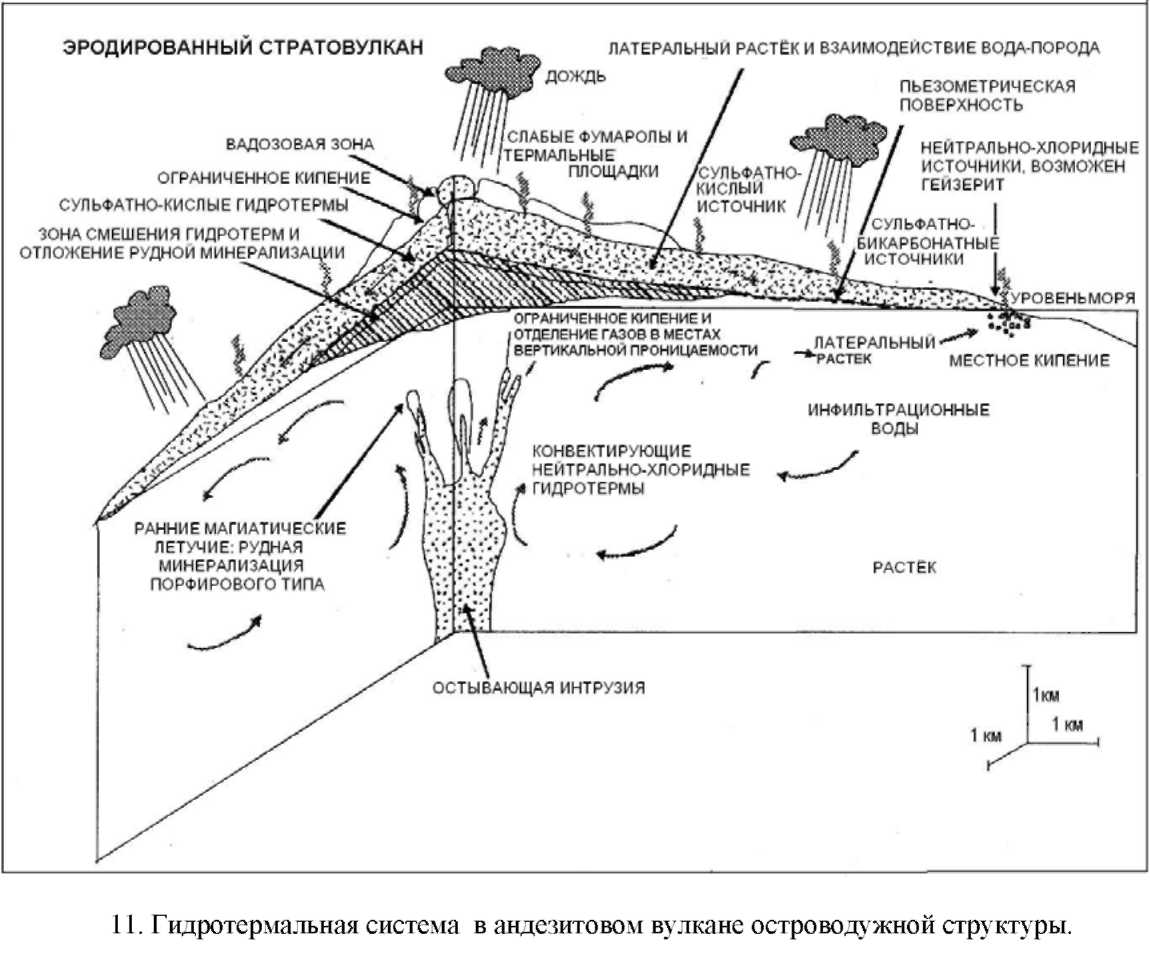 ЭРОДИРОВАННЫЙ СТРАТОВУЛКАН
ЛАТЕРАЛЬНЫЙ РАСТЁК И ВЗАИМОДЕЙСТВИЕ ВОДА-ПОРОДА
ДОЖДЬ
ПЬЕЗОМЕТРИЧЕСКАЯ
ПОВЕРХНОСТЬ
ВАДОЗОВАЯ ЗОНА
СЛАБЫЕ ФУМАРОЛЫ И
ТЕРМАЛЬНЫЕ
ПЛОЩАДКИ
НЕЙТРАЛЬНО-ХЛОРИДНЫЕ
ИСТОЧНИКИ, ВОЗМОЖЕН
ГЕЙЗЕРИТ
ОГРАНИЧЕННОЕ КИПЕНИЕ
СУЛЬФАТНО-
КИСЛЫЙ
ИСТОЧНИК
СУЛЬФАТНО-КИСЛЫЕ ГИДРОТЕРМЫ
ЗОНА СМЕШЕНИЯ ГИДРОТЕРМ И
ОТЛОЖЕНИЕ РУДНОЙ МИНЕРАЛИЗАЦИИ
СУЛЬФАТНО-
БИКАРБОНАТНЫЕ
ИСТОЧНИКИ
УРОВЕНЬМОРЯ
ОГРАНИЧЕННОЕ КИПЕНИЕ И
ОТДЕЛЕНИЕ ГАЗОВ В МЕСТАХ
ВЕРТИКАЛЬНОЙ ПРОНИЦАЕМОСТИ
ЛАТЕРАЛЬНЫЙ
РАСТЕК
МЕСТНОЕ КИПЕНИЕ
ИНФИЛЬТРАЦИОННЫЕ
ВОДЫ
КОНВЕКТИРУЮЩИЕ
НЕЙТРАЛЬНО-ХЛОРИДНЫЕ
ГИДРОТЕРМЫ
РАННИЕ МАГИАТИЧЕСКИЕ
ЛЕТУЧИЕ: РУДНАЯ
МИНЕРАЛИЗАЦИЯ
ПОРФИРОВОГО ТИПА
РАСТЁК
ОСТЫВАЮЩАЯ ИНТРУЗИЯ
1км
1 км
1 км
11. Гидротермальная система в андезитовом вулкане островодужной структуры.